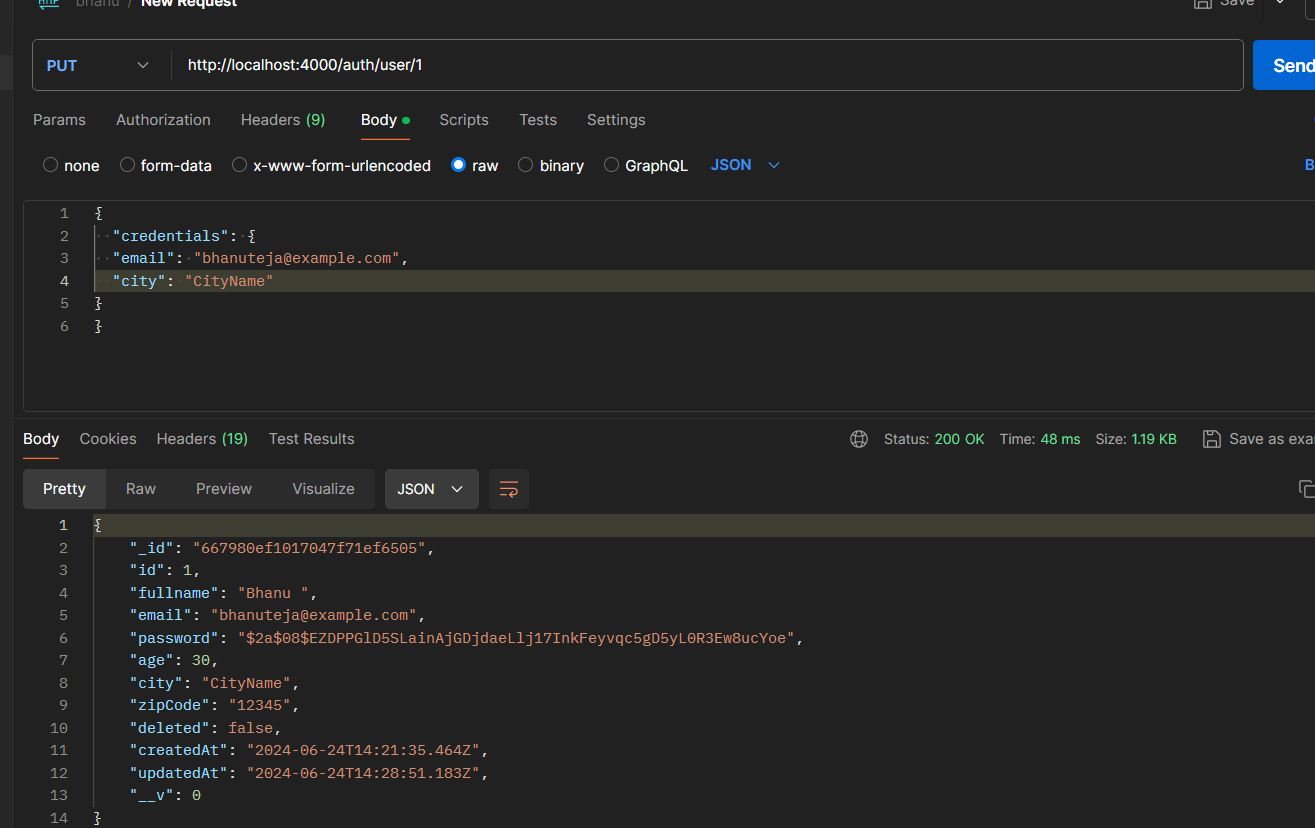 HTTP bhanu / New Request Save
PUT http://localhost:4000/auth/user/1 Send
Params Authorization Headers (9) Body Scripts Tests Settings
none form-data x-www-form-urlencoded raw binary GraphQL JSON B
1 {
2 "credentials": {
3 "email": "bhanuteja@example.com",
4 "city": "CityName"
5 }
6 }
Body Cookies Headers (19) Test Results Status: 200 OK Time: 48 ms Size: 1.19 KB Save as exa
Pretty Raw Preview Visualize JSON
1 {
2 "_id": "667980ef1017047f71ef6505",
3 "id": 1,
4 "fullname": "Bhanu ",
5 "email": "bhanuteja@example.com",
6 "password": "$2a$08$EZDPPGlD5SLainAjGDjdaeLlj17InkFeyvqc5gD5yL0R3Ew8ucYoe",
7 "age": 30,
8 "city": "CityName",
9 "zipCode": "12345",
10 "deleted": false,
11 "createdAt": "2024-06-24T14:21:35.464Z",
12 "updatedAt": "2024-06-24T14:28:51.183Z",
13 "__v": 0
14 }